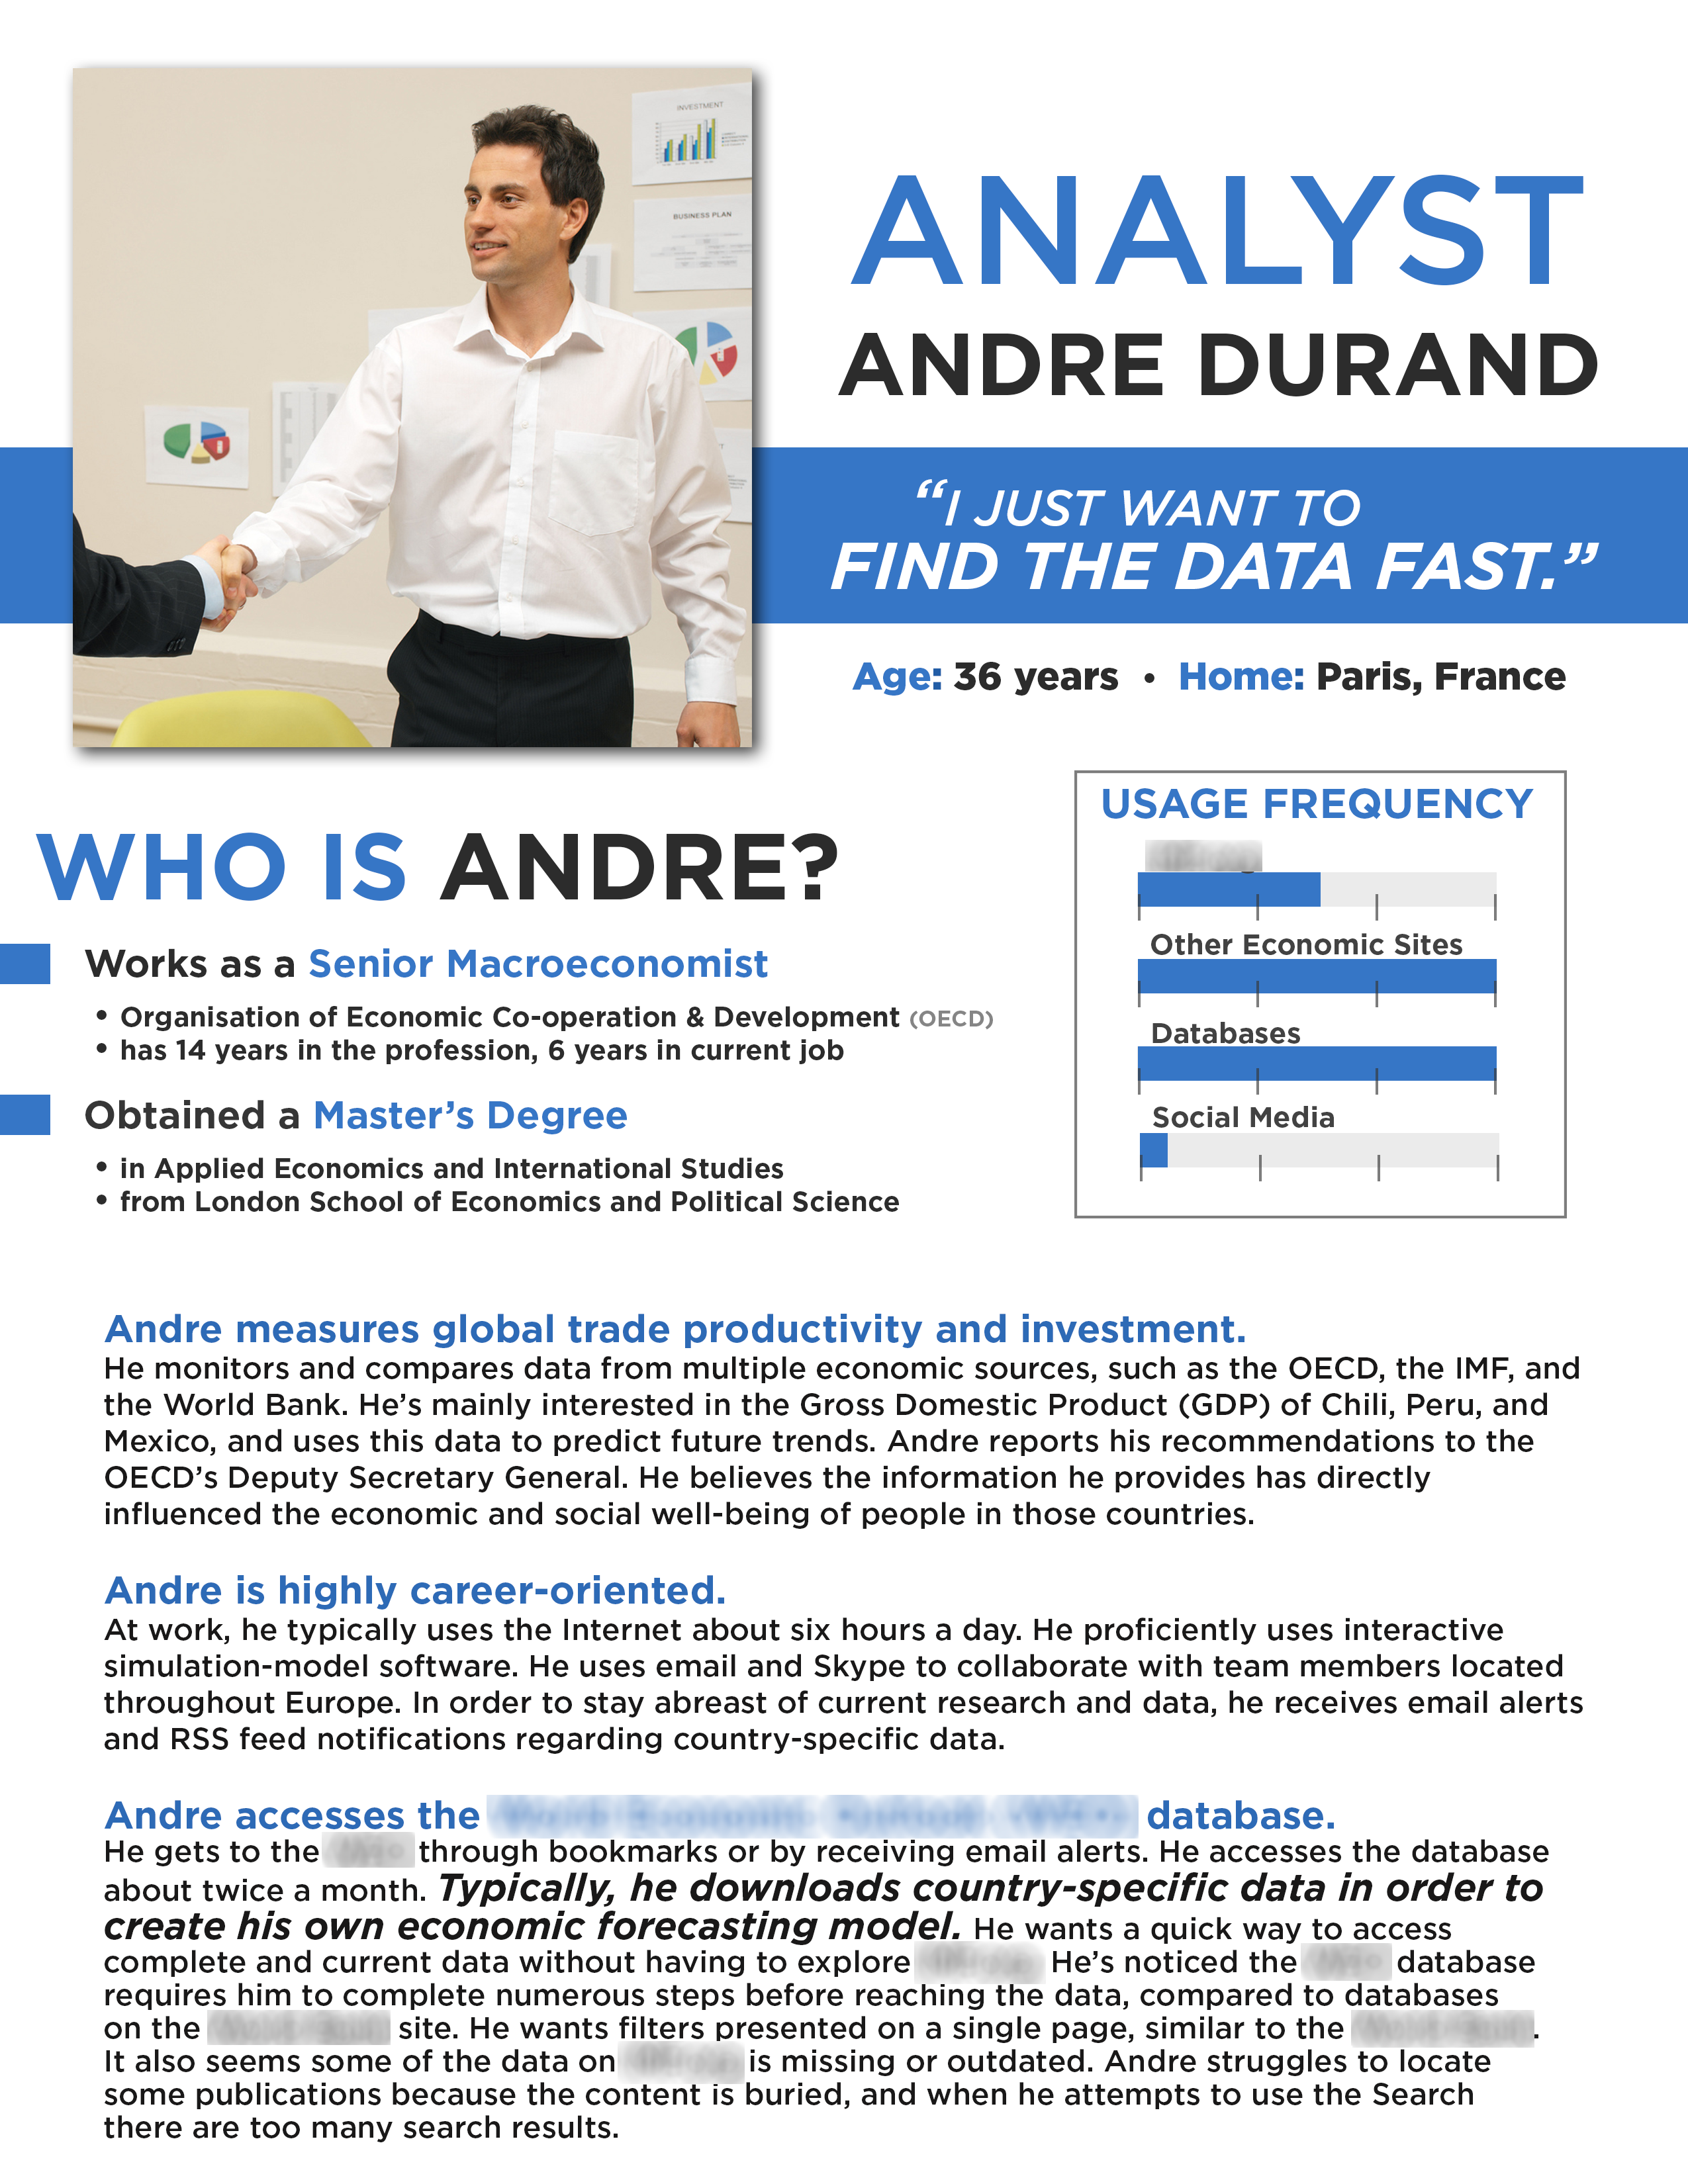 INVESTMENT
BUSINESS PLAN
ANALYST
ANDRE DURAND
“I JUST WANT TO
FIND THE DATA FAST.”
Age: 36 years • Home: Paris, France
USAGE FREQUENCY
Other Economic Sites
Databases
Social Media
WHO IS ANDRE?
Works as a Senior Macroeconomist
• Organisation of Economic Co-operation & Development (OECD)
• has 14 years in the profession, 6 years in current job
Obtained a Master’s Degree
• in Applied Economics and International Studies
• from London School of Economics and Political Science
Andre measures global trade productivity and investment.
He monitors and compares data from multiple economic sources, such as the OECD, the IMF, and
the World Bank. He’s mainly interested in the Gross Domestic Product (GDP) of Chili, Peru, and
Mexico, and uses this data to predict future trends. Andre reports his recommendations to the
OECD’s Deputy Secretary General. He believes the information he provides has directly
influenced the economic and social well-being of people in those countries.
Andre is highly career-oriented.
At work, he typically uses the Internet about six hours a day. He proficiently uses interactive
simulation-model software. He uses email and Skype to collaborate with team members located
throughout Europe. In order to stay abreast of current research and data, he receives email alerts
and RSS feed notifications regarding country-specific data.
Andre accesses the database.
He gets to the through bookmarks or by receiving email alerts. He accesses the database
about twice a month. Typically, he downloads country-specific data in order to
create his own economic forecasting model. He wants a quick way to access
complete and current data without having to explore He’s noticed the database
requires him to complete numerous steps before reaching the data, compared to databases
on the site. He wants filters presented on a single page, similar to the .
It also seems some of the data on is missing or outdated. Andre struggles to locate
some publications because the content is buried, and when he attempts to use the Search
there are too many search results.